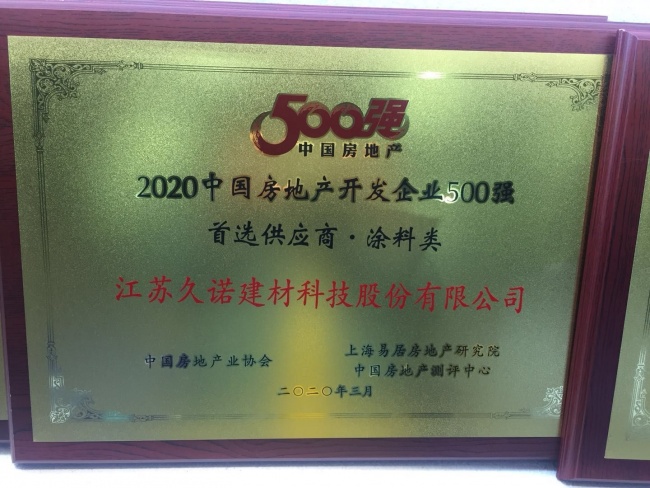 500强
中国房地产
2020中国房地产开发企业500强
首选供应商·涂料类
江苏久诺建材科技股份有限公司
中国房地产业协会
上海易居房地产研究院
中国房地产测评中心
二〇二〇年三月